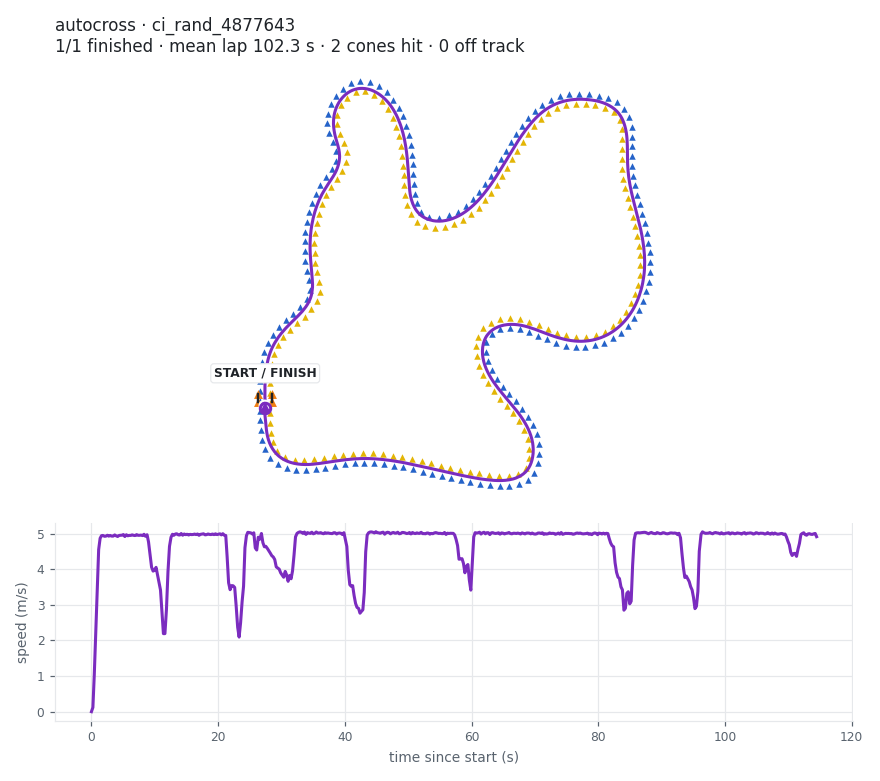 autocross · ci_rand_4877643
1/1 finished · mean lap 102.3 s · 2 cones hit · 0 off track
START / FINISH
5
4
3
2
1
0
speed (m/s)
0 20 40 60 80 100 120
time since start (s)